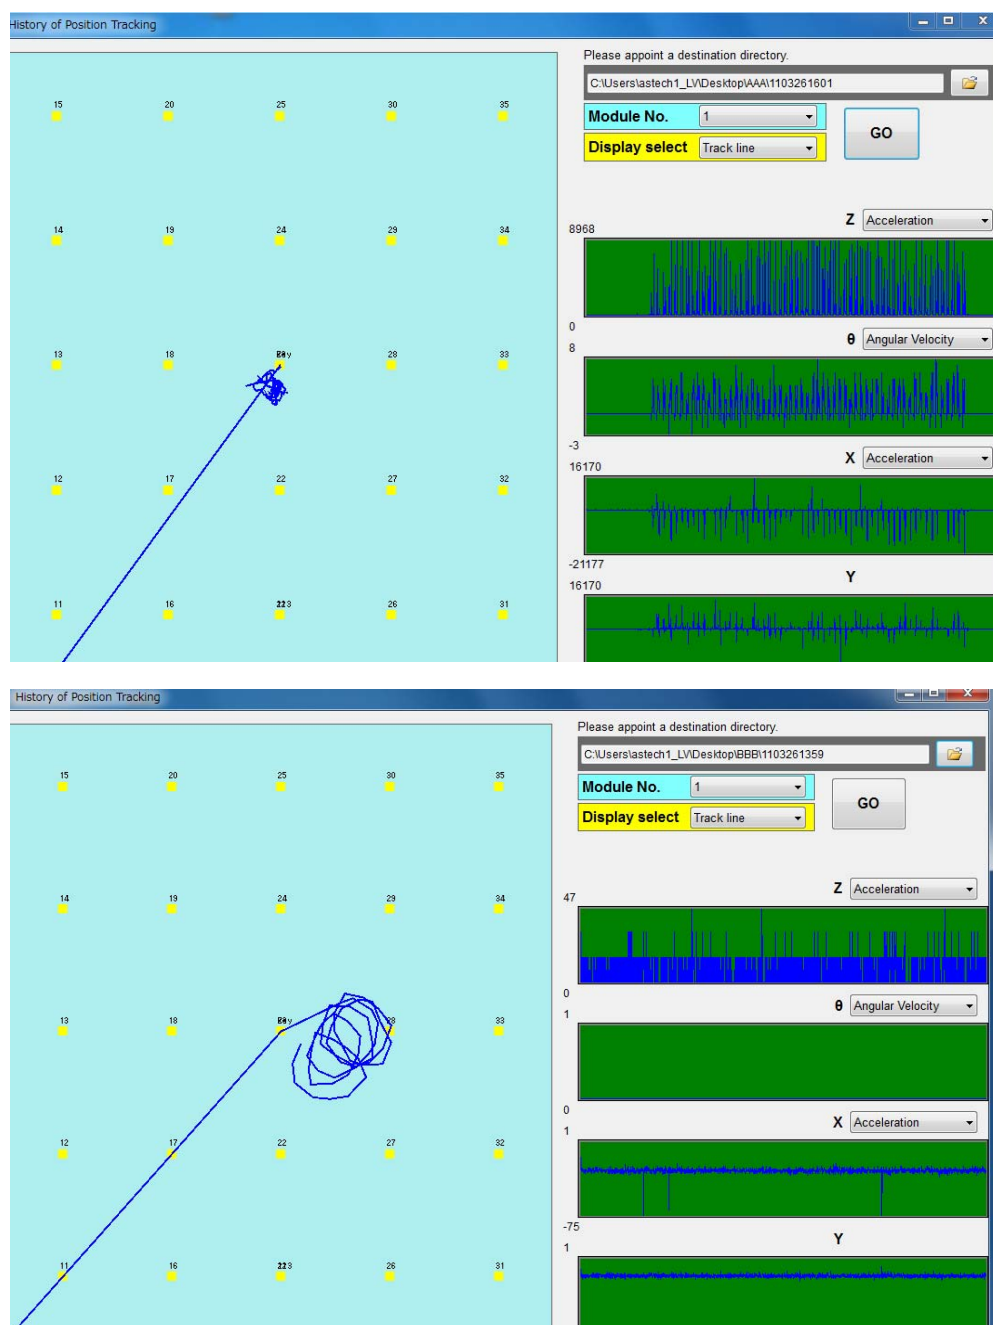 History of Position Tracking
Please appoint a destination directory.
C:\Users\astech1_LV\Desktop\AAA\1103261601
Module No. 1
GO
Display select Track line
15 20 25 30 35
14 19 24 29 34
13 18 28 33
12 17 22 27 32
11 16 26 31
Z Acceleration
8968
0
θ Angular Velocity
8
-3
X Acceleration
16170
-21177
Y
16170
History of Position Tracking
Please appoint a destination directory.
C:\Users\astech1_LV\Desktop\BBB\1103261359
Module No. 1
GO
Display select Track line
15 20 25 30 35
14 19 24 29 34
13 18 28 33
12 17 22 27 32
11 16 26 31
Z Acceleration
47
0
θ Angular Velocity
1
0
X Acceleration
1
-75
Y
1